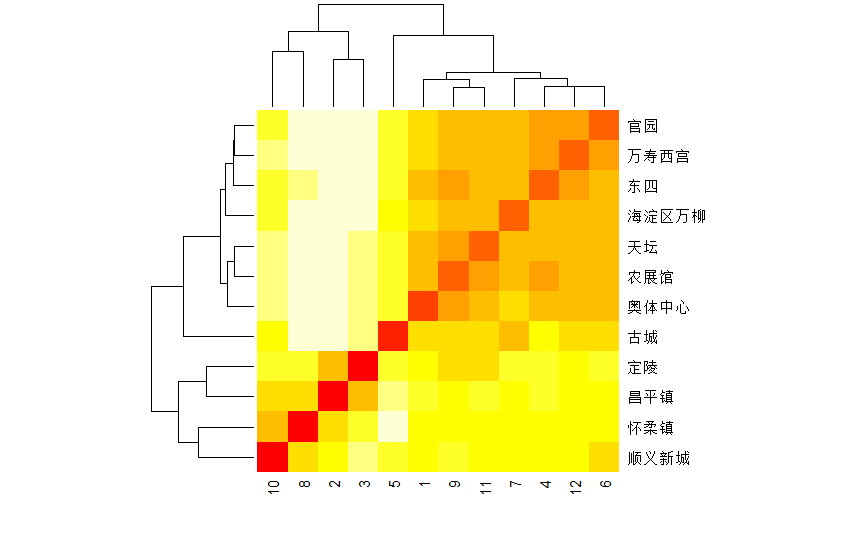 官园
万寿西宫
东四
海淀区万柳
天坛
农展馆
奥体中心
古城
定陵
昌平镇
怀柔镇
顺义新城
10 8 2 3 5 1 9 11 7 4 12 6